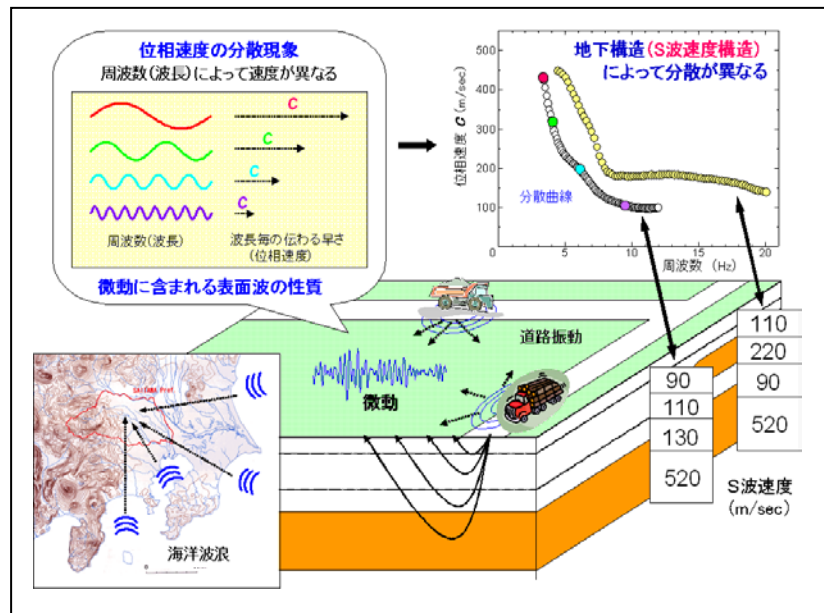 位相速度の分散現象
周波数(波長)によって速度が異なる
C
C
C
C
周波数(波長)
波長毎の伝わる早さ
(位相速度)
微動に含まれる表面波の性質
地下構造(S波速度構造)
によって分散が異なる
位相速度 C (m/sec)
500
400
300
200
100
分散曲線
0
5
10
15
20
周波数 (Hz)
道路振動
微動
110
220
90
520
90
110
130
520
S波速度
(m/sec)
SAITAMA Pref.
海洋波浪